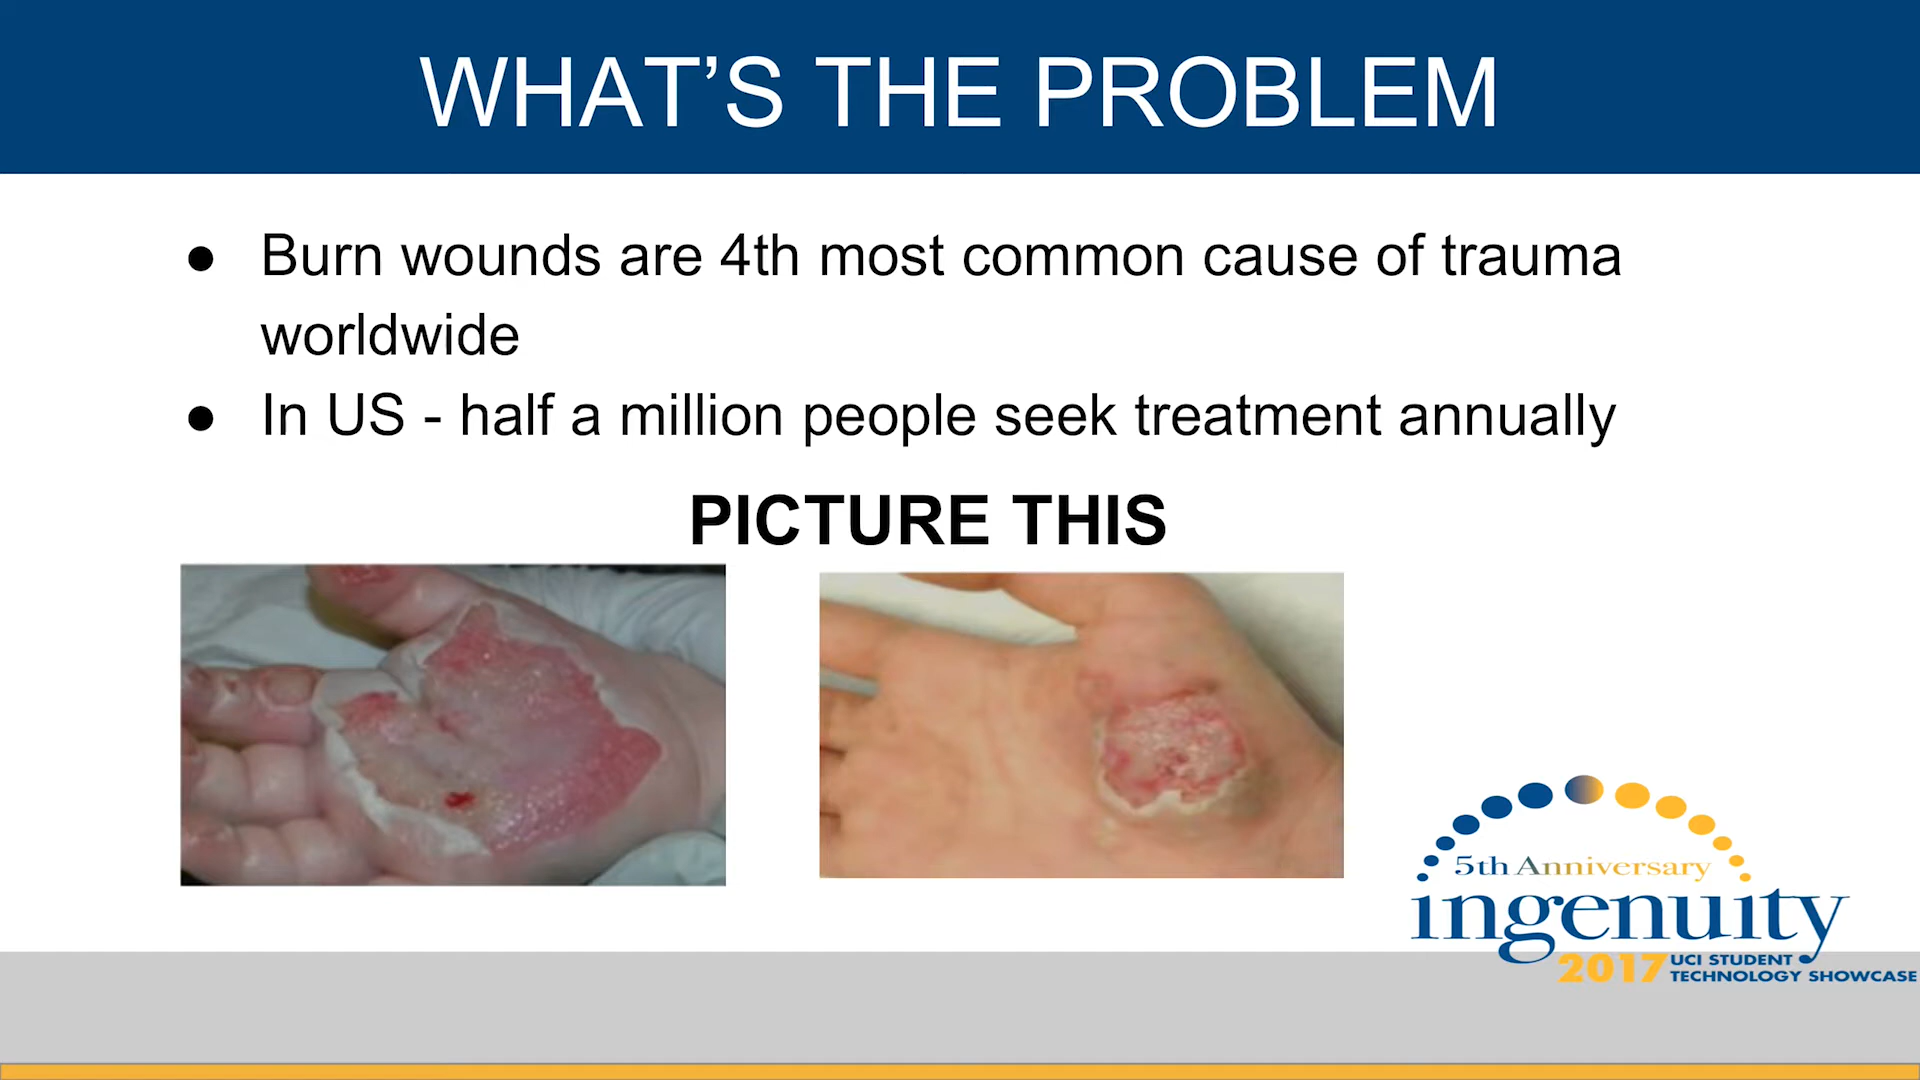 WHAT’S THE PROBLEM
● Burn wounds are 4th most common cause of trauma
worldwide
● In US - half a million people seek treatment annually
PICTURE THIS
5th Anniversary
ingenuity
2017 UCI STUDENT
TECHNOLOGY SHOWCASE